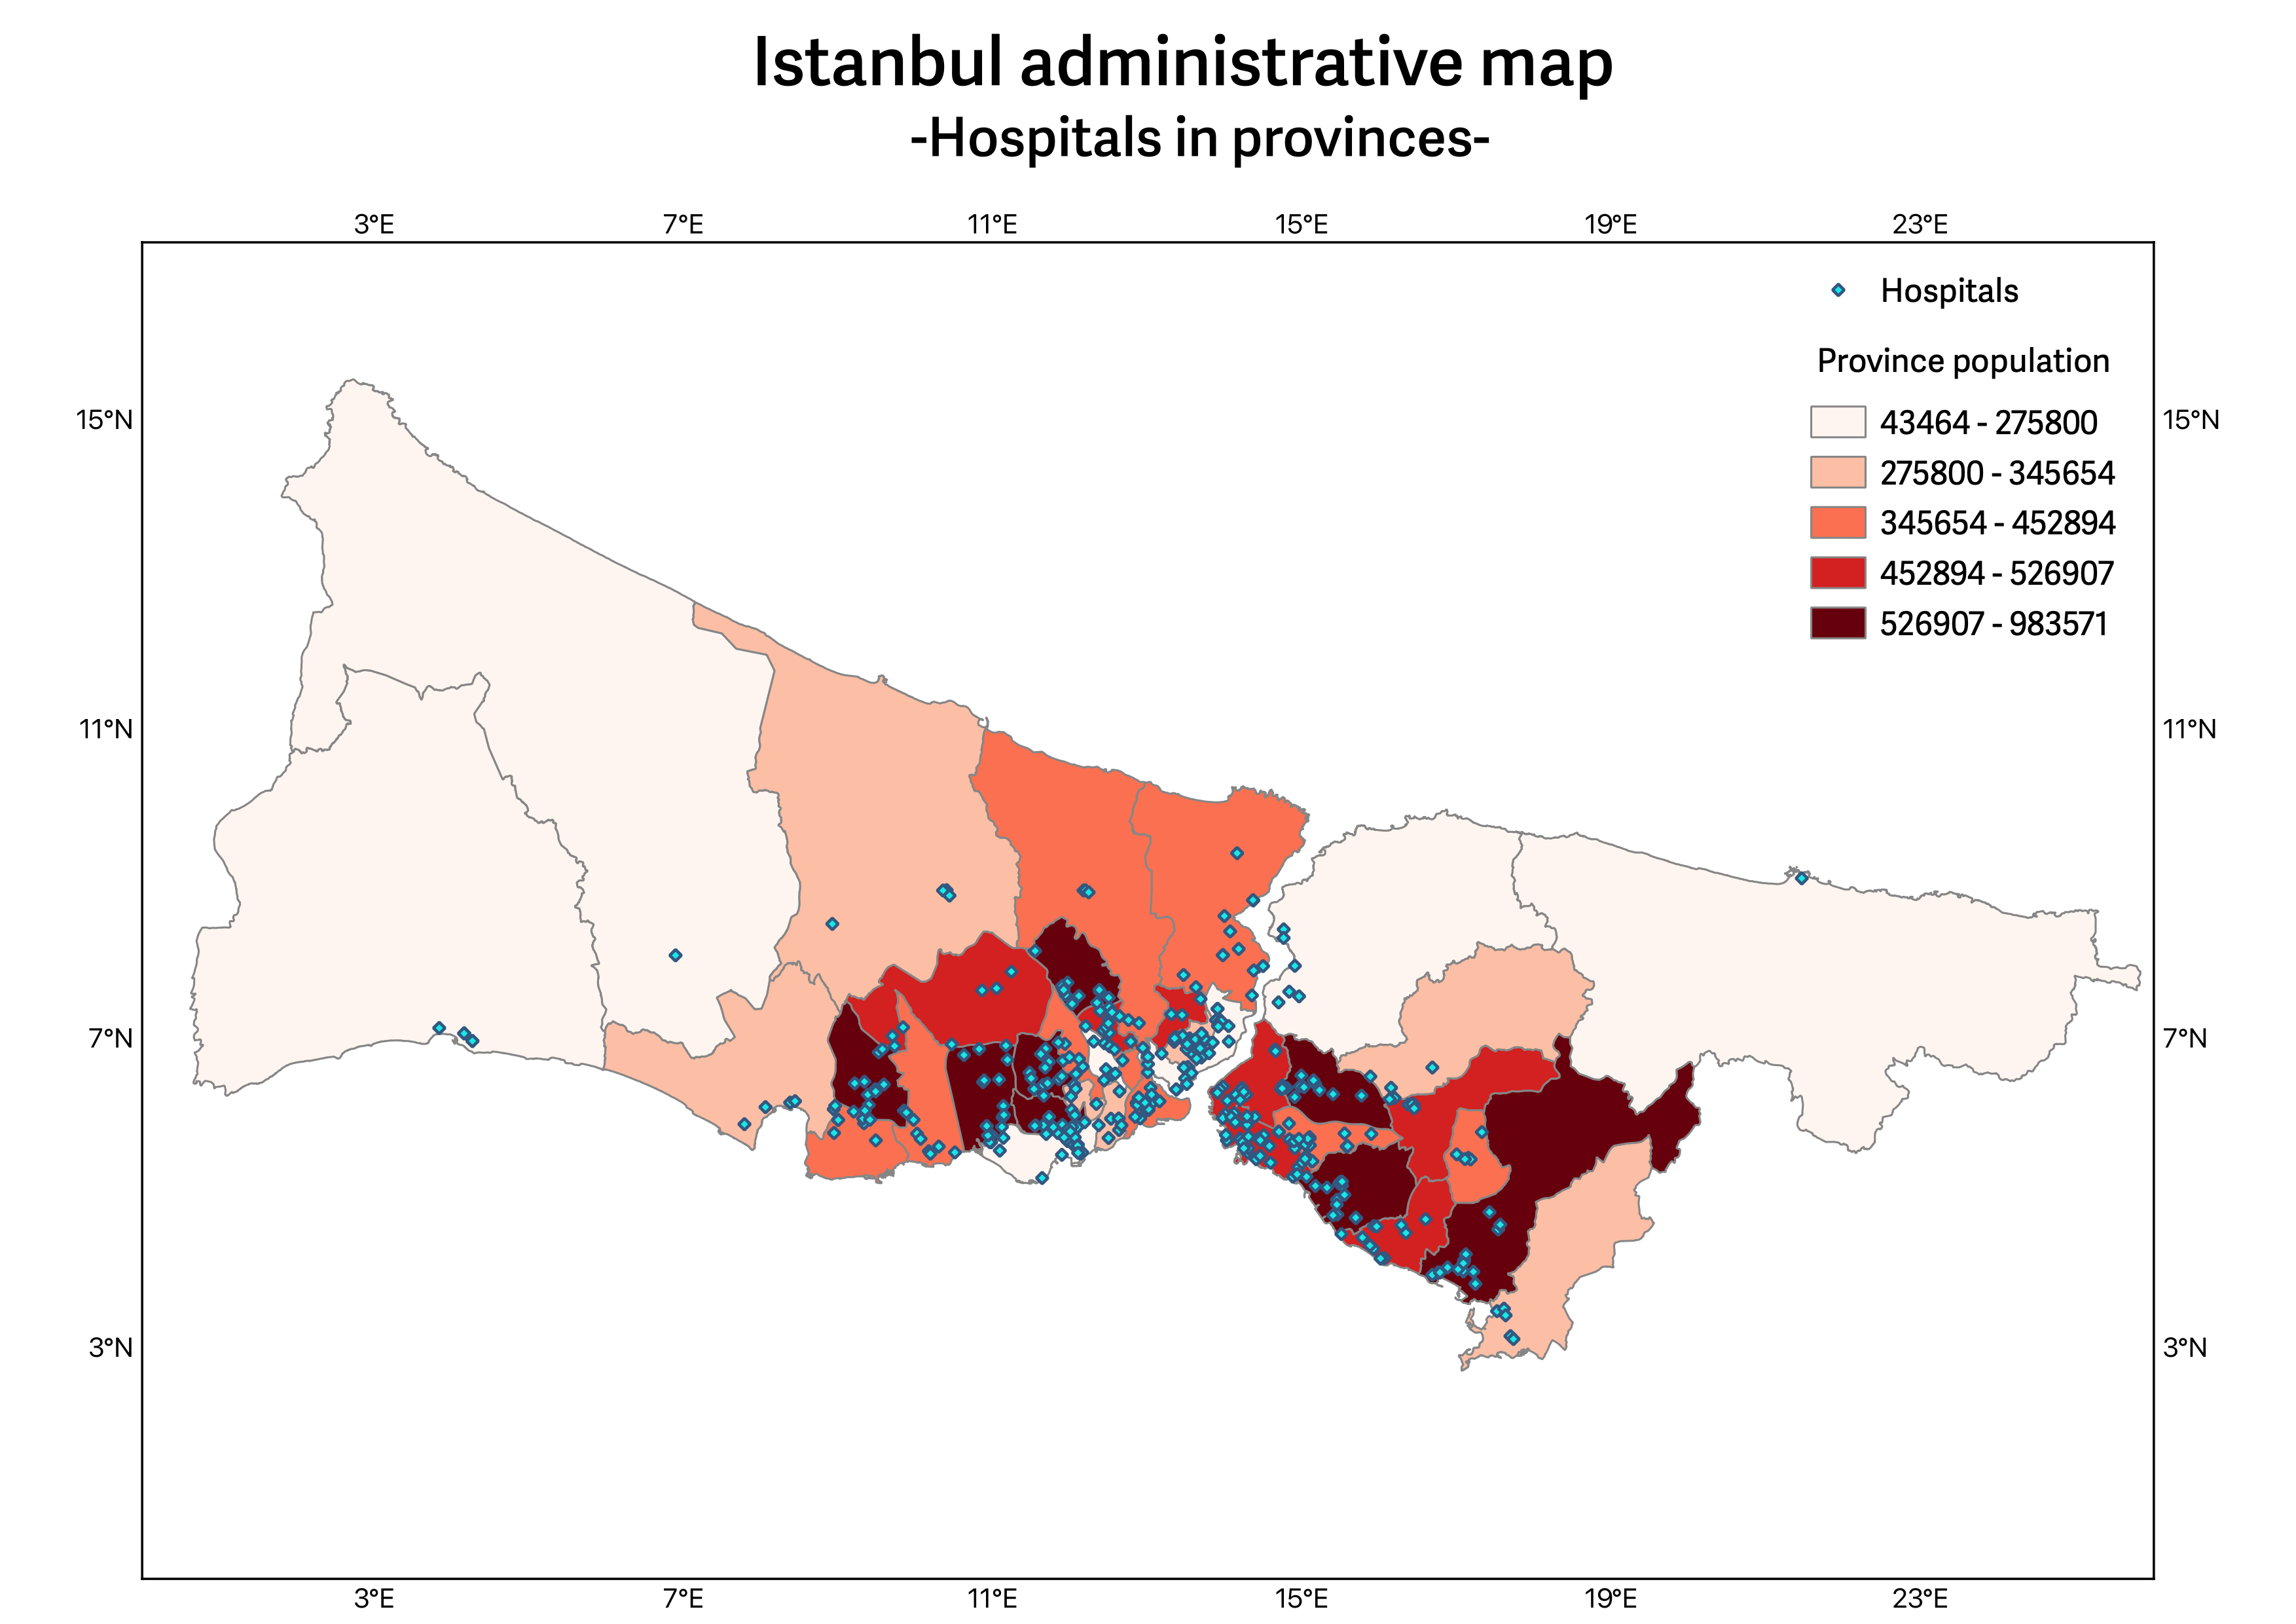 Istanbul administrative map
-Hospitals in provinces-
3°E 7°E 11°E 15°E 19°E 23°E
Hospitals
Province population
43464 - 275800
275800 - 345654
345654 - 452894
452894 - 526907
526907 - 983571
15°N 15°N
11°N 11°N
7°N 7°N
3°N 3°N
3°E 7°E 11°E 15°E 19°E 23°E